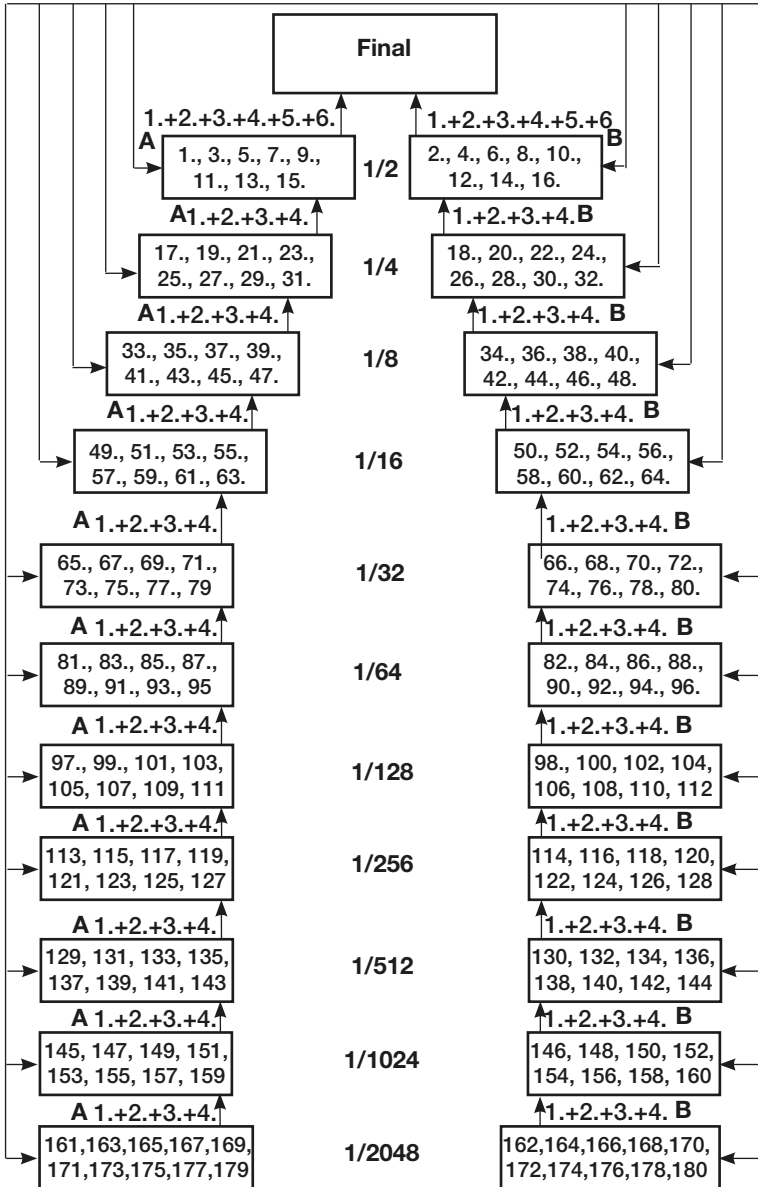 Final
1.+2.+3.+4.+5.+6. 1.+2.+3.+4.+5.+6
A B
1., 3., 5., 7., 9., 2., 4., 6., 8., 10.,
1/2
11., 13., 15. 12., 14., 16.
A 1.+2.+3.+4. 1.+2.+3.+4. B
17., 19., 21., 23., 18., 20., 22., 24.,
1/4
25., 27., 29., 31. 26., 28., 30., 32.
A 1.+2.+3.+4. 1.+2.+3.+4. B
33., 35., 37., 39., 34., 36., 38., 40.,
1/8
41., 43., 45., 47. 42., 44., 46., 48.
A 1.+2.+3.+4. 1.+2.+3.+4. B
49., 51., 53., 55., 50., 52., 54., 56.,
1/16
57., 59., 61., 63. 58., 60., 62., 64.
A 1.+2.+3.+4. 1.+2.+3.+4. B
65., 67., 69., 71., 66., 68., 70., 72.,
1/32
73., 75., 77., 79 74., 76., 78., 80.
A 1.+2.+3.+4. 1.+2.+3.+4. B
81., 83., 85., 87., 82., 84., 86., 88.,
1/64
89., 91., 93., 95 90., 92., 94., 96.
A 1.+2.+3.+4. 1.+2.+3.+4. B
97., 99., 101, 103, 98., 100, 102, 104,
1/128
105, 107, 109, 111 106, 108, 110, 112
A 1.+2.+3.+4. 1.+2.+3.+4. B
113, 115, 117, 119, 114, 116, 118, 120,
1/256
121, 123, 125, 127 122, 124, 126, 128
A 1.+2.+3.+4. 1.+2.+3.+4. B
129, 131, 133, 135, 130, 132, 134, 136,
1/512
137, 139, 141, 143 138, 140, 142, 144
A 1.+2.+3.+4. 1.+2.+3.+4. B
145, 147, 149, 151, 146, 148, 150, 152,
1/1024
153, 155, 157, 159 154, 156, 158, 160
A 1.+2.+3.+4. 1.+2.+3.+4. B
161,163,165,167,169, 162,164,166,168,170,
1/2048
171,173,175,177,179 172,174,176,178,180